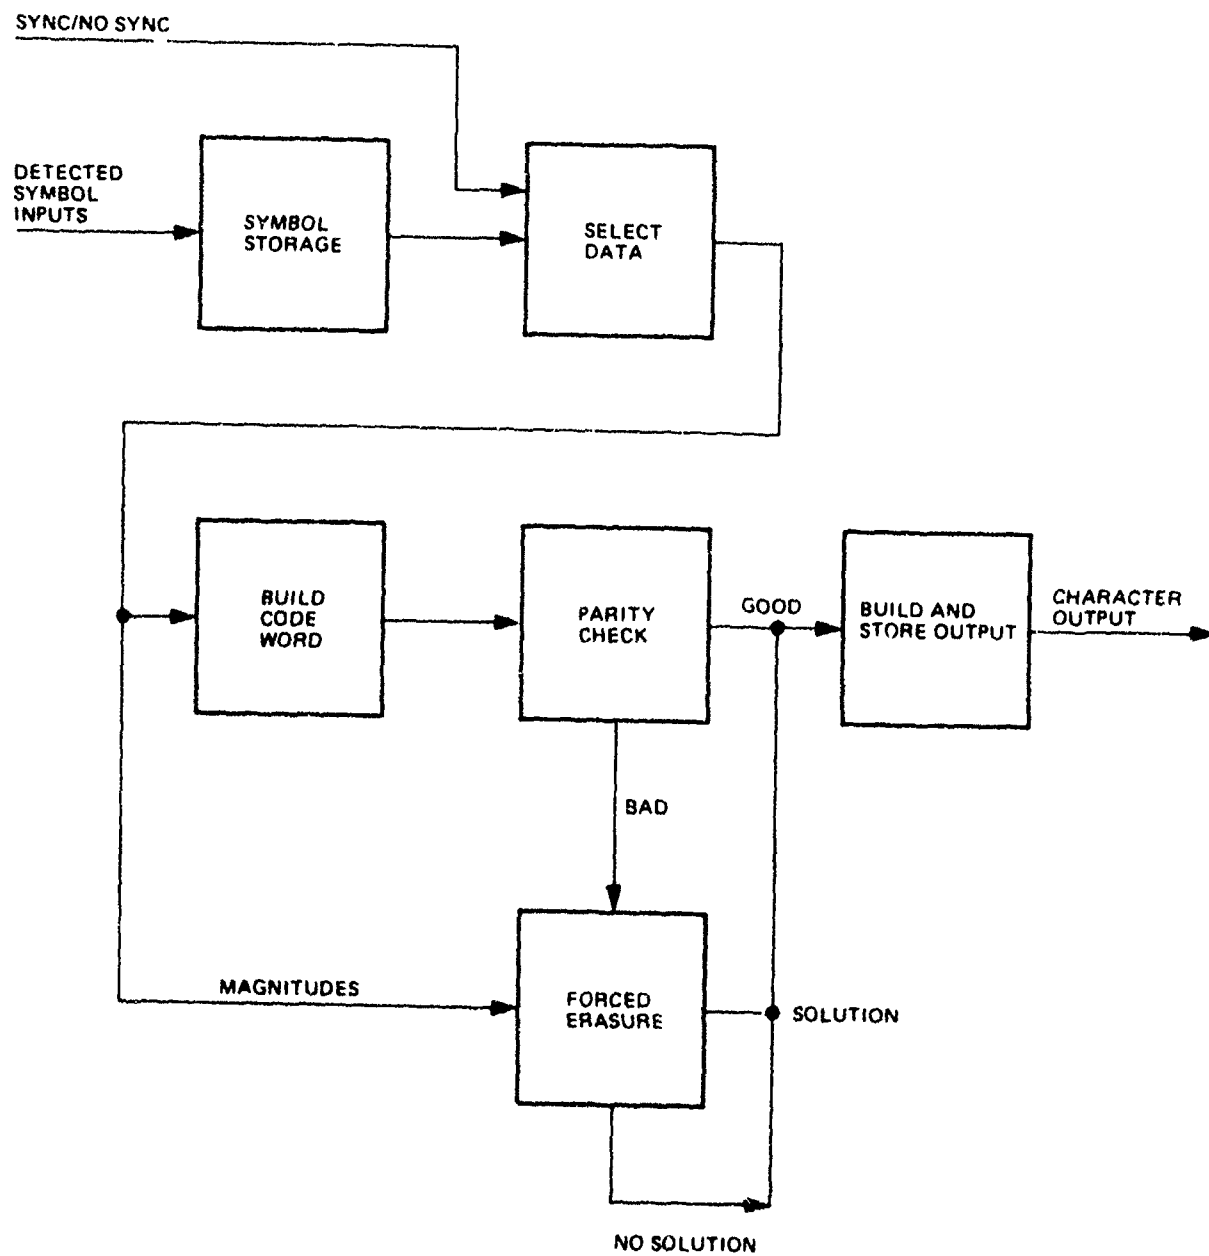 SYNC/NO SYNC
DETECTED
SYMBOL
INPUTS
SYMBOL
STORAGE
SELECT
DATA
BUILD
CODE
WORD
PARITY
CHECK
GOOD
BUILD AND
STORE OUTPUT
CHARACTER
OUTPUT
BAD
MAGNITUDES
FORCED
ERASURE
SOLUTION
NO SOLUTION